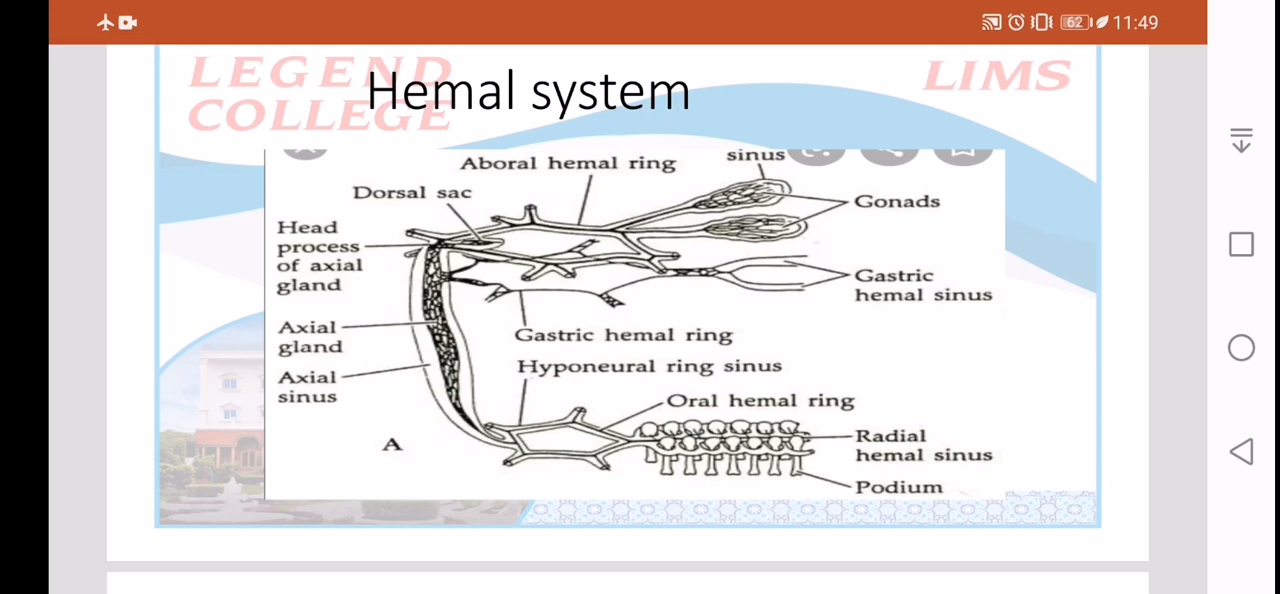 62 11:49
LEGEND
COLLEGE
Hemal system
LIMS
Aboral hemal ring
sinus
Dorsal sac
Gonads
Head
process
of axial
gland
Gastric
hemal sinus
Axial
gland
Gastric hemal ring
Hyponeural ring sinus
Axial
sinus
Oral hemal ring
A
Radial
hemal sinus
Podium